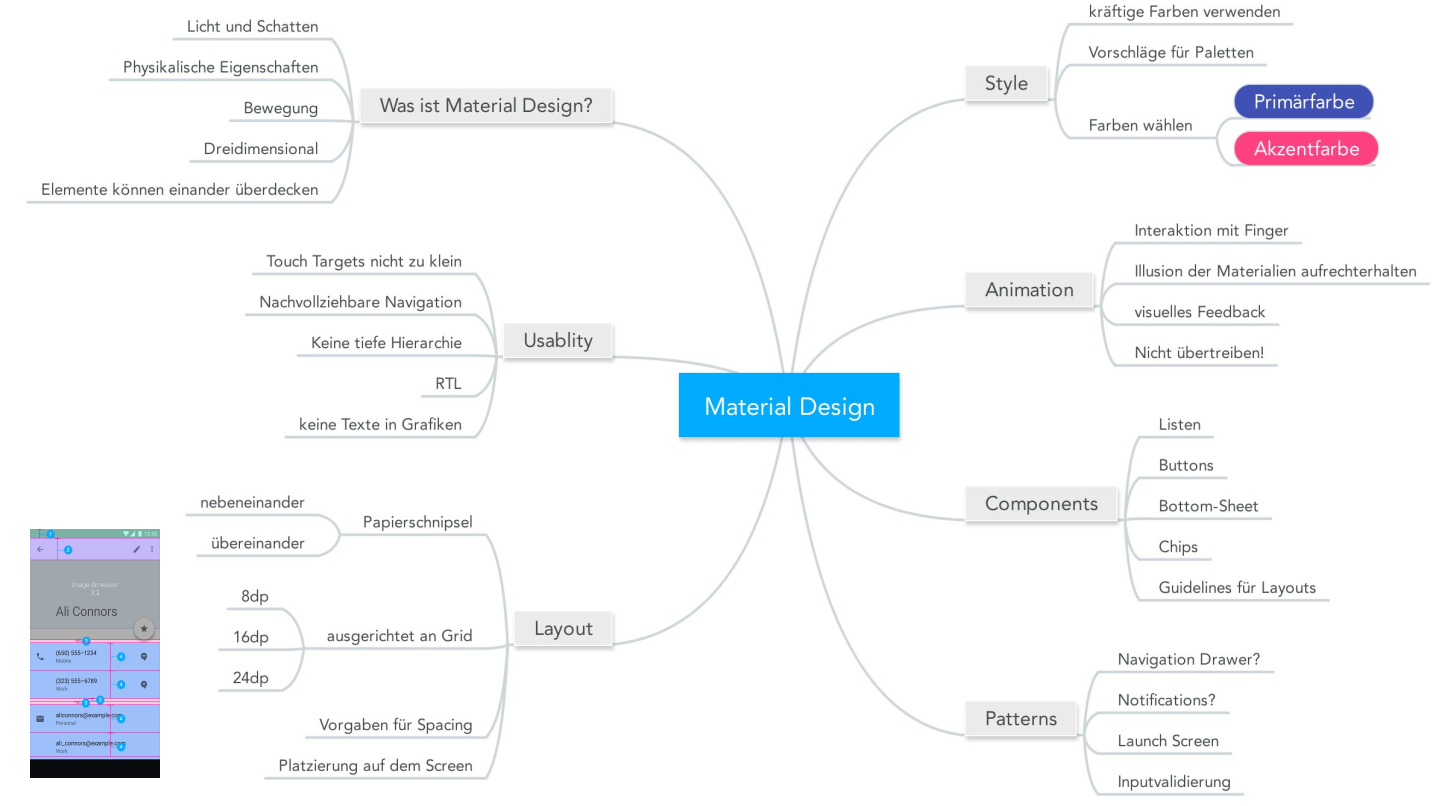 Material Design
Was ist Material Design?
Licht und Schatten
Physikalische Eigenschaften
Bewegung
Dreidimensional
Elemente können einander überdecken
Usablity
Touch Targets nicht zu klein
Nachvollziehbare Navigation
Keine tiefe Hierarchie
RTL
keine Texte in Grafiken
Layout
Papierschnipsel
nebeneinander
übereinander
ausgerichtet an Grid
8dp
16dp
24dp
Vorgaben für Spacing
Platzierung auf dem Screen
Style
kräftige Farben verwenden
Vorschläge für Paletten
Farben wählen
Primärfarbe
Akzentfarbe
Animation
Interaktion mit Finger
Illusion der Materialien aufrechterhalten
visuelles Feedback
Nicht übertreiben!
Components
Listen
Buttons
Bottom-Sheet
Chips
Guidelines für Layouts
Patterns
Navigation Drawer?
Notifications?
Launch Screen
Inputvalidierung
3:2
Ali Connors
(650) 555-1234
Mobile
(323) 555-6789
Work
aliconnors@example.com
Personal
ali_connors@example.com
Work